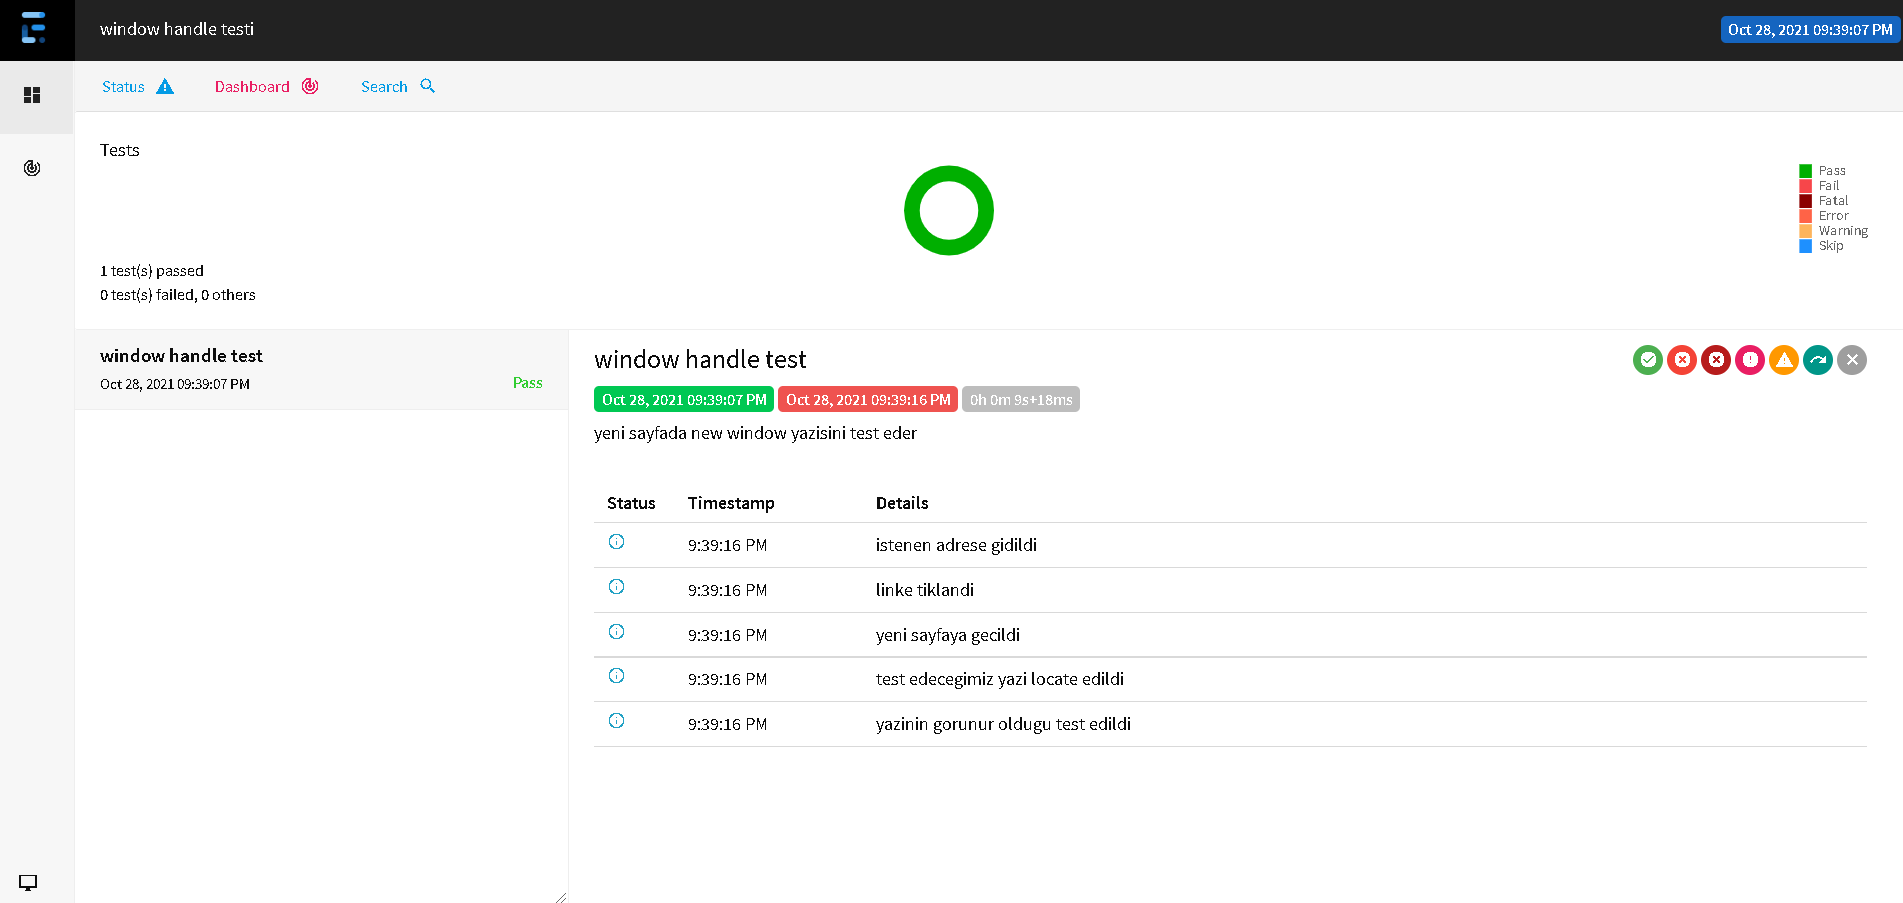 window handle testi
Oct 28, 2021 09:39:07 PM
Status Dashboard Search
Tests
Pass
Fail
Fatal
Error
Warning
Skip
1 test(s) passed
0 test(s) failed, 0 others
window handle test
Oct 28, 2021 09:39:07 PM Pass
window handle test
Oct 28, 2021 09:39:07 PM Oct 28, 2021 09:39:16 PM 0h 0m 9s+18ms
yeni sayfada new window yazisini test eder
Status Timestamp Details
9:39:16 PM istenen adrese gidildi
9:39:16 PM linke tiklandi
9:39:16 PM yeni sayfaya gecildi
9:39:16 PM test edecegimiz yazi locate edildi
9:39:16 PM yazinin gorunur oldugu test edildi